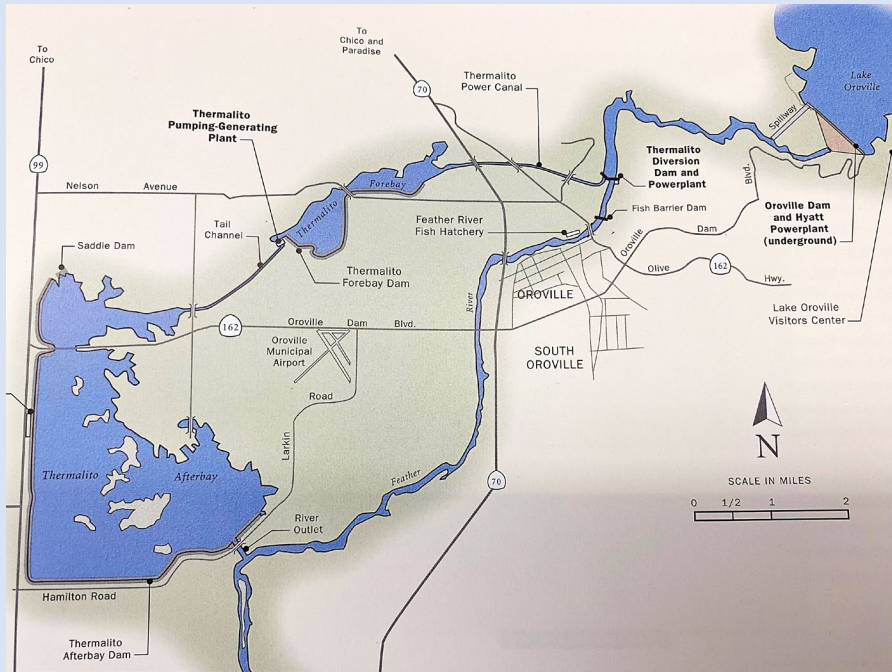 To
Chico
To
Chico and
Paradise
70
Thermalito
Power Canal
Lake
Oroville
Spillway
Thermalito
Pumping-Generating
Plant
99
Nelson Avenue
Forebay
Thermalito
Thermalito
Diversion
Dam and
Powerplant
Blvd.
Fish Barrier Dam
Oroville Dam
and Hyatt
Powerplant
(underground)
Tail
Channel
Feather River
Fish Hatchery
Oroville
Dam
Saddle Dam
Thermalito
Forebay Dam
Olive
162
Hwy.
River
OROVILLE
Lake Oroville
Visitors Center
162
Oroville Dam Blvd.
Oroville
Municipal
Airport
SOUTH
OROVILLE
Road
Larkin
N
Thermalito
Afterbay
Feather
70
SCALE IN MILES
0 1/2 1 2
River
Outlet
Hamilton Road
Thermalito
Afterbay Dam